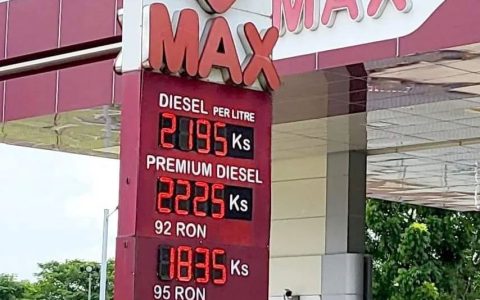 MAX
MAX
DIESEL PER LITRE
2195 Ks
PREMIUM DIESEL
2225 Ks
92 RON
1835 Ks
95 RON